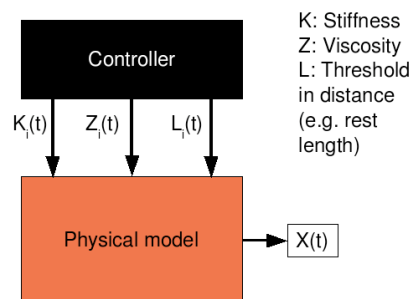 Controller
K: Stiffness
Z: Viscosity
L: Threshold
in distance
(e.g. rest
length)
K_i(t) Z_i(t) L_i(t)
Physical model
X(t)